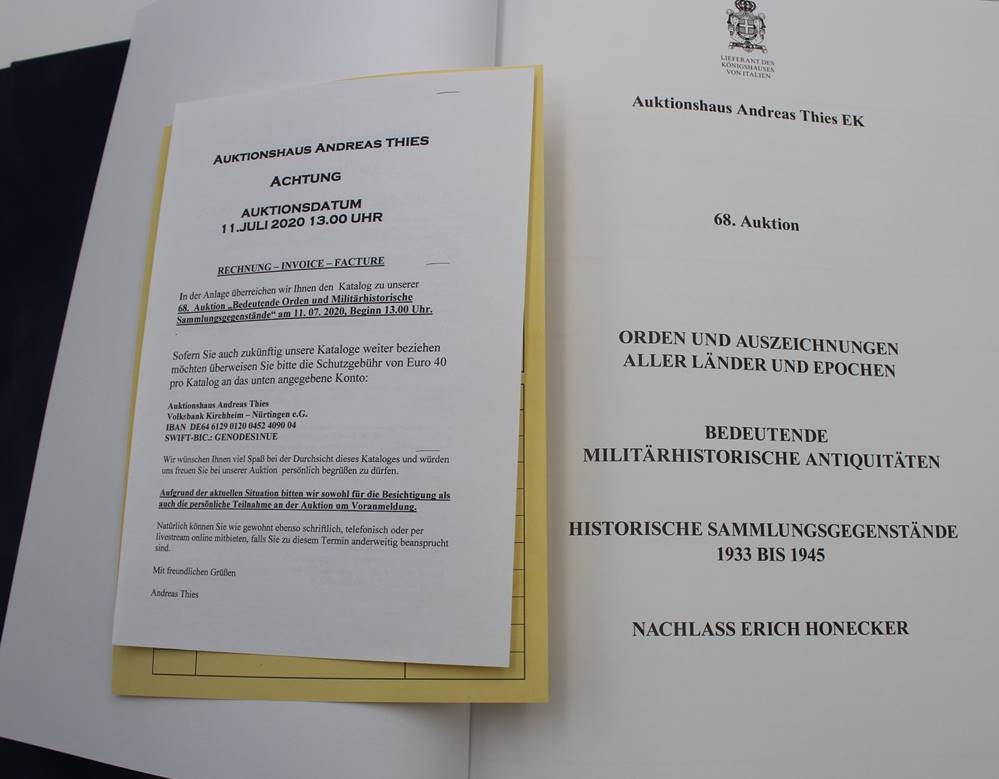 AUKTIONSHAUS ANDREAS THIES
ACHTUNG
AUKTIONSDATUM
11.JULI 2020 13.00 UHR
RECHNUNG – INVOICE – FACTURE
In der Anlage überreichen wir Ihnen den Katalog zu unserer
68. Auktion „Bedeutende Orden und Militärhistorische
Sammlungsgegenstände“ am 11. 07. 2020, Beginn 13.00 Uhr.
.
Sofern Sie auch zukünftig unsere Kataloge weiter beziehen
möchten überweisen Sie bitte die Schutzgebühr von Euro 40
pro Katalog an das unten angegebene Konto:
Auktionshaus Andreas Thies
Volksbank Kirchheim – Nürtingen e.G.
IBAN DE64 6129 0120 0452 4090 04
SWIFT-BIC.: GENODES1NUE
Wir wünschen Ihnen viel Spaß bei der Durchsicht dieses Kataloges und würden
uns freuen Sie bei unserer Auktion persönlich begrüßen zu dürfen.
Aufgrund der aktuellen Situation bitten wir sowohl für die Besichtigung als
auch die persönliche Teilnahme an der Auktion um Voranmeldung.
Natürlich können Sie wie gewohnt ebenso schriftlich, telefonisch oder per
livestream online mitbieten, falls Sie zu diesem Termin anderweitig beansprucht
sind.
Mit freundlichen Grüßen
Andreas Thies
LIEFERANT DES
KÖNIGSHAUSES
VON ITALIEN
Auktionshaus Andreas Thies EK
68. Auktion
ORDEN UND AUSZEICHNUNGEN
ALLER LÄNDER UND EPOCHEN
BEDEUTENDE
MILITÄRHISTORISCHE ANTIQUITÄTEN
HISTORISCHE SAMMLUNGSGEGENSTÄNDE
1933 BIS 1945
NACHLASS ERICH HONECKER